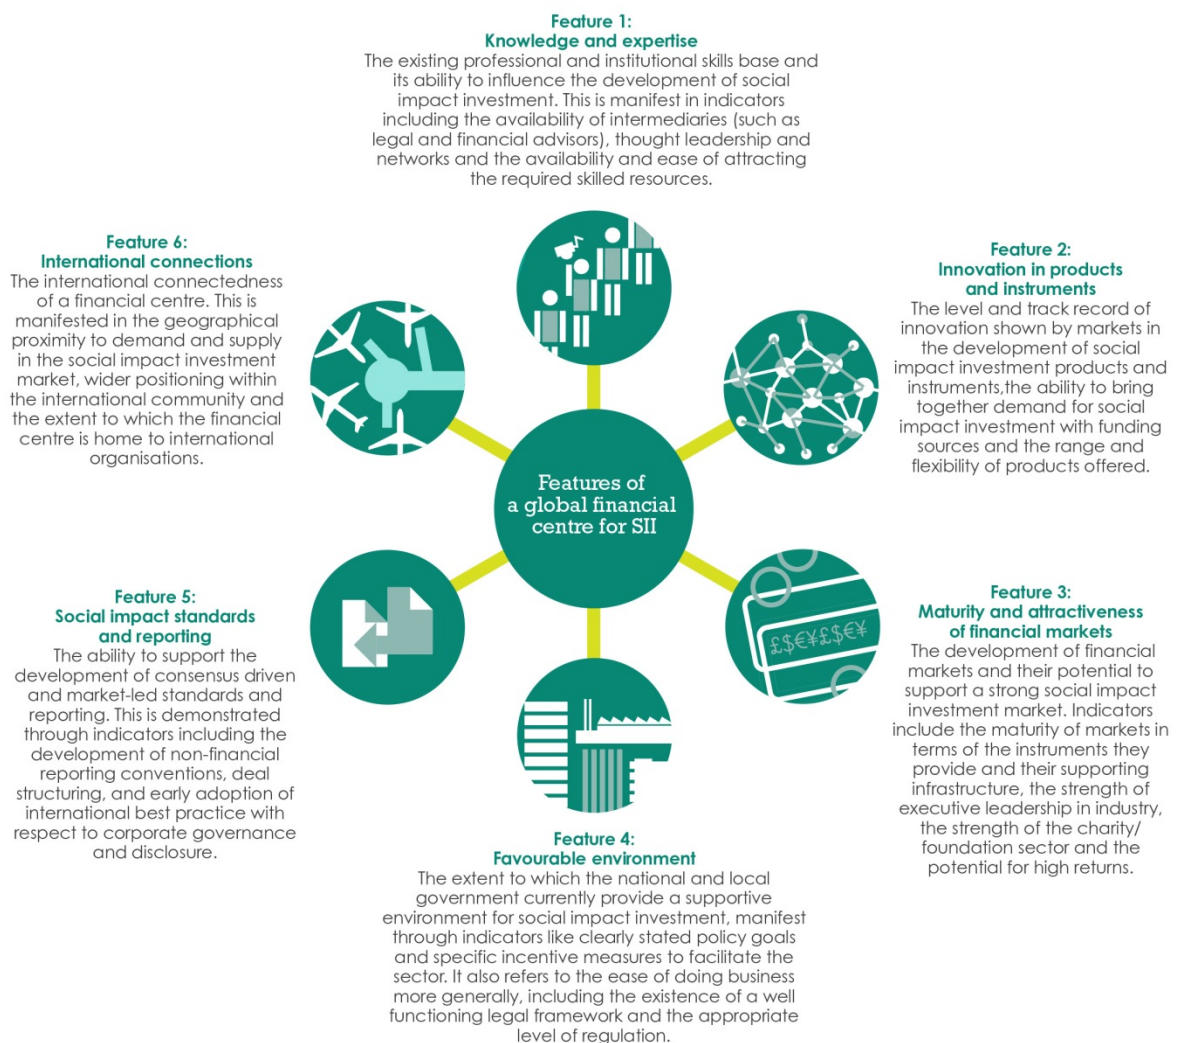 Feature 1:
Knowledge and expertise
The existing professional and institutional skills base and
its ability to influence the development of social
impact investment. This is manifest in indicators
including the availability of intermediaries (such as
legal and financial advisors), thought leadership and
networks and the availability and ease of attracting
the required skilled resources.
Feature 2:
Innovation in products
and instruments
The level and track record of
innovation shown by markets in
the development of social
impact investment products and
instruments,the ability to bring
together demand for social
impact investment with funding
sources and the range and
flexibility of products offered.
Feature 3:
Maturity and attractiveness
of financial markets
The development of financial
markets and their potential to
support a strong social impact
investment market. Indicators
include the maturity of markets in
terms of the instruments they
provide and their supporting
infrastructure, the strength of
executive leadership in industry,
the strength of the charity/
foundation sector and the
potential for high returns.
Feature 4:
Favourable environment
The extent to which the national and local
government currently provide a supportive
environment for social impact investment, manifest
through indicators like clearly stated policy goals
and specific incentive measures to facilitate the
sector. It also refers to the ease of doing business
more generally, including the existence of a well
functioning legal framework and the appropriate
level of regulation.
Feature 5:
Social impact standards
and reporting
The ability to support the
development of consensus driven
and market-led standards and
reporting. This is demonstrated
through indicators including the
development of non-financial
reporting conventions, deal
structuring, and early adoption of
international best practice with
respect to corporate governance
and disclosure.
Feature 6:
International connections
The international connectedness
of a financial centre. This is
manifested in the geographical
proximity to demand and supply
in the social impact investment
market, wider positioning within
the international community and
the extent to which the financial
centre is home to international
organisations.
Features of
a global financial
centre for SII
£$€¥£$€¥